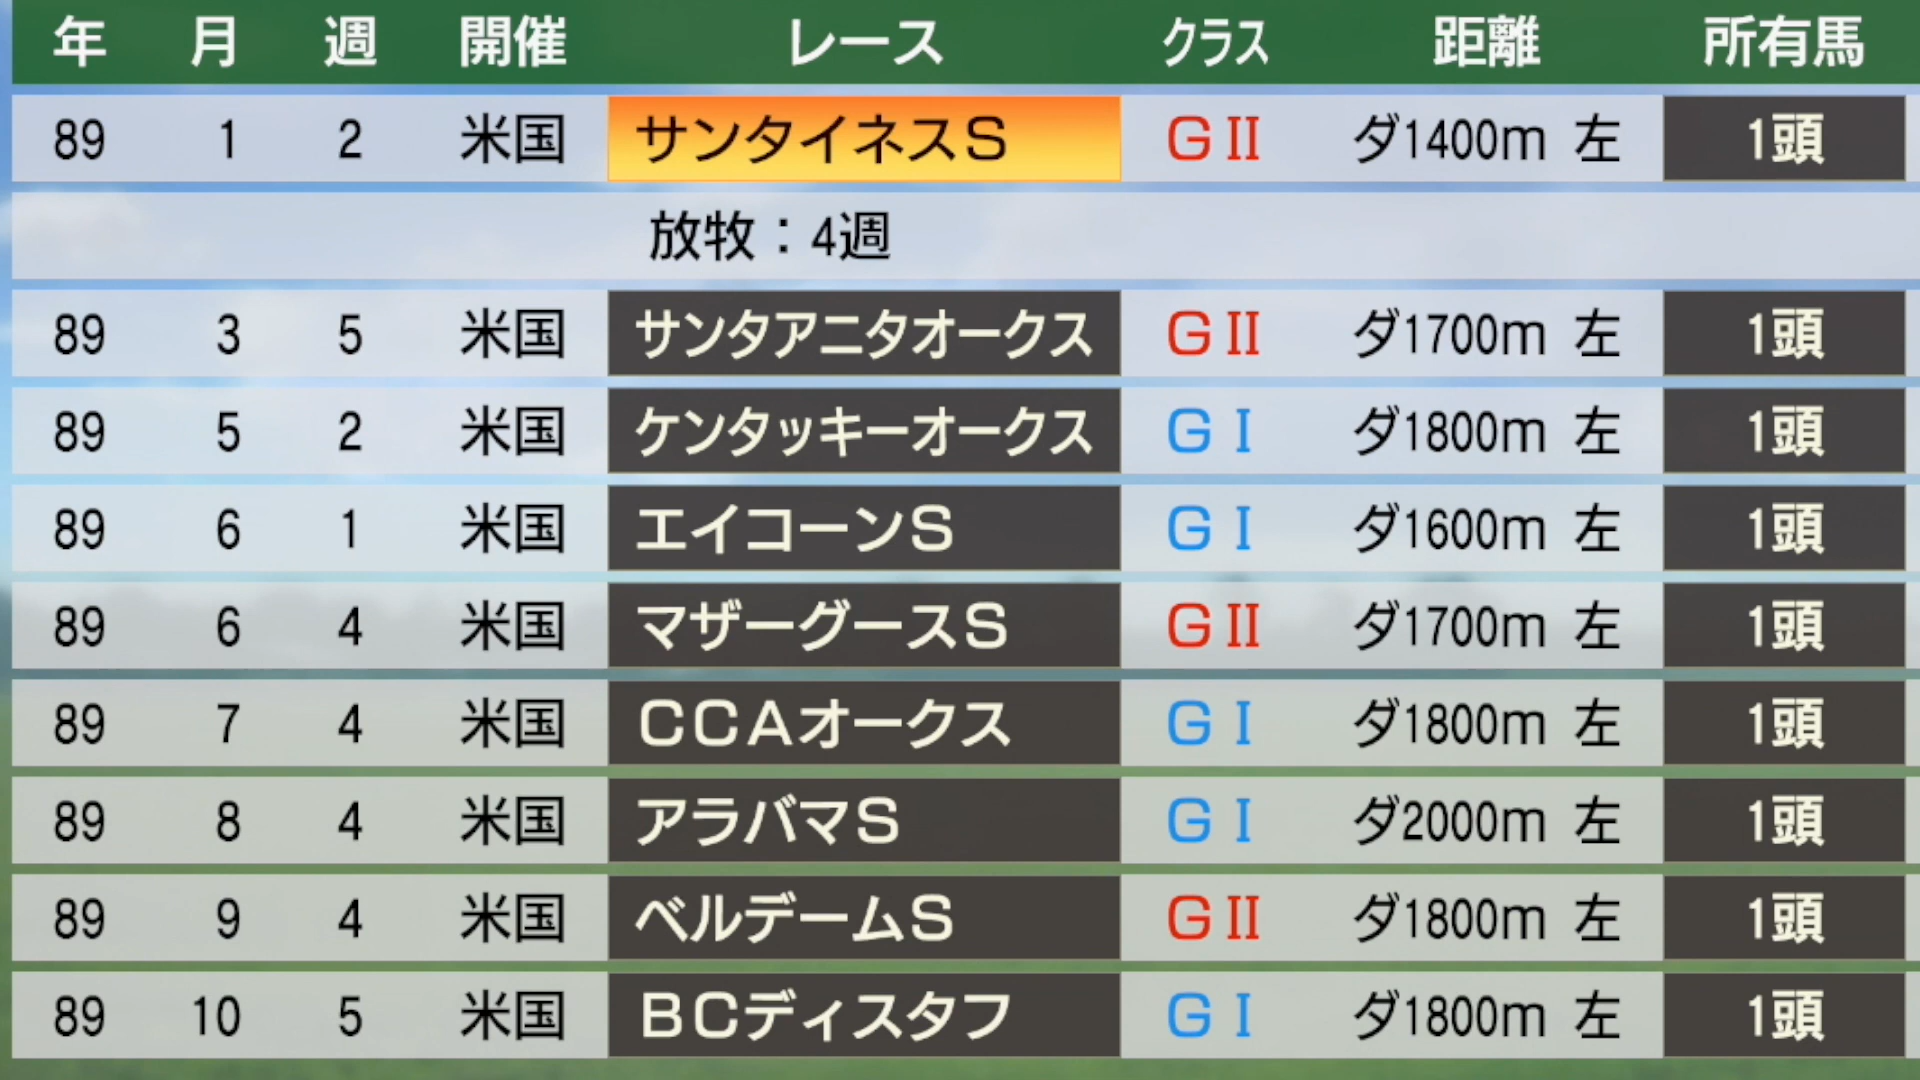 年 月 週 開催 レース クラス 距離 所有馬
89 1 2 米国 サンタイネスS GⅡ ダ1400m 左 1頭
放牧：4週
89 3 5 米国 サンタアニタオークス GⅡ ダ1700m 左 1頭
89 5 2 米国 ケンタッキーオークス GⅠ ダ1800m 左 1頭
89 6 1 米国 エイコーンS GⅠ ダ1600m 左 1頭
89 6 4 米国 マザーグースS GⅡ ダ1700m 左 1頭
89 7 4 米国 CCAオークス GⅠ ダ1800m 左 1頭
89 8 4 米国 アラバマS GⅠ ダ2000m 左 1頭
89 9 4 米国 ベルデームS GⅡ ダ1800m 左 1頭
89 10 5 米国 BCディスタフ GⅠ ダ1800m 左 1頭